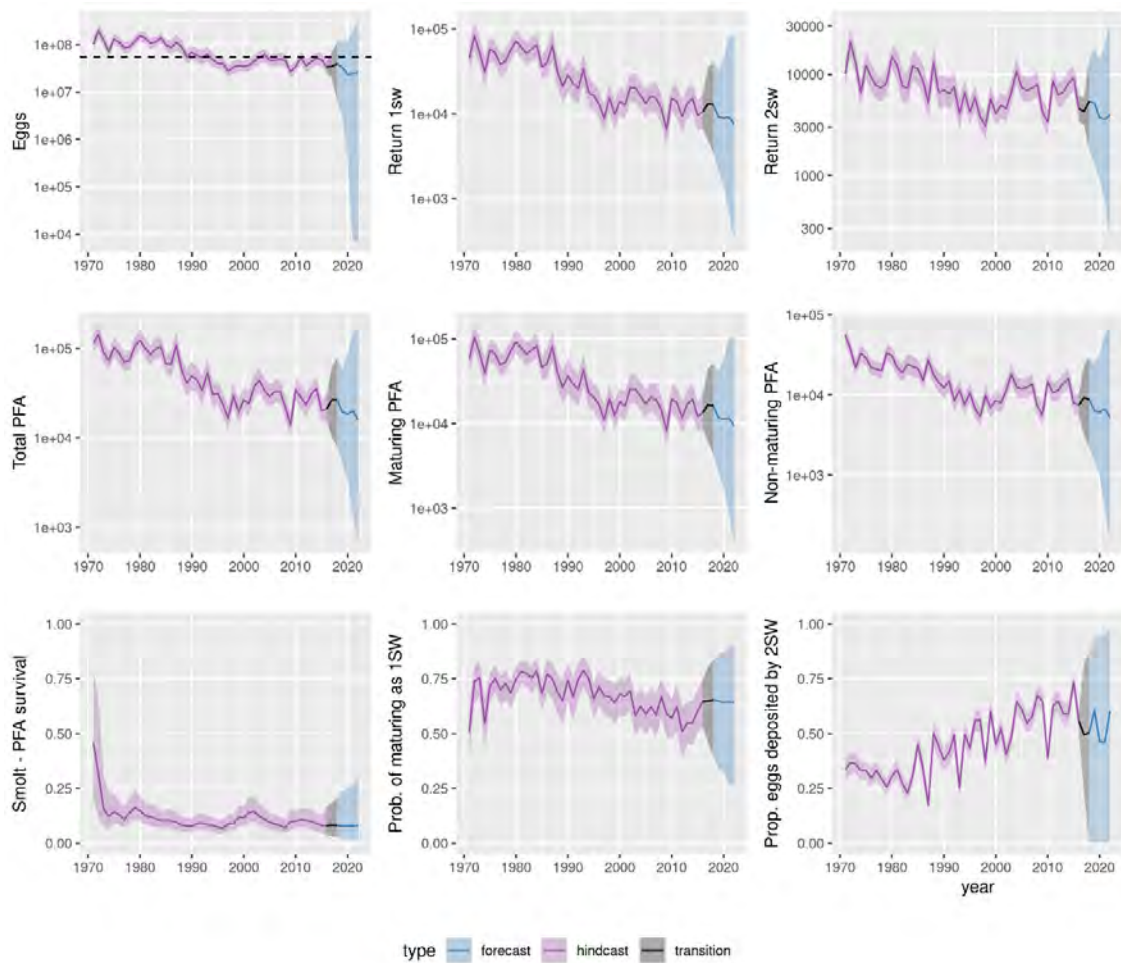 Eggs
1e+08
1e+07
1e+06
1e+05
1e+04
1970 1980 1990 2000 2010 2020
Return 1sw
1e+05
1e+04
1e+03
1970 1980 1990 2000 2010 2020
Return 2sw
30000
10000
3000
1000
300
1970 1980 1990 2000 2010 2020
Total PFA
1e+05
1e+04
1e+03
1970 1980 1990 2000 2010 2020
Maturing PFA
1e+05
1e+04
1e+03
1970 1980 1990 2000 2010 2020
Non-maturing PFA
1e+05
1e+04
1e+03
1970 1980 1990 2000 2010 2020
Smolt - PFA survival
1.00
0.75
0.50
0.25
0.00
1970 1980 1990 2000 2010 2020
Prob. of maturing as 1SW
1.00
0.75
0.50
0.25
0.00
1970 1980 1990 2000 2010 2020
Prop. eggs deposited by 2SW
1.00
0.75
0.50
0.25
0.00
1970 1980 1990 2000 2010 2020
year
type forecast hindcast transition